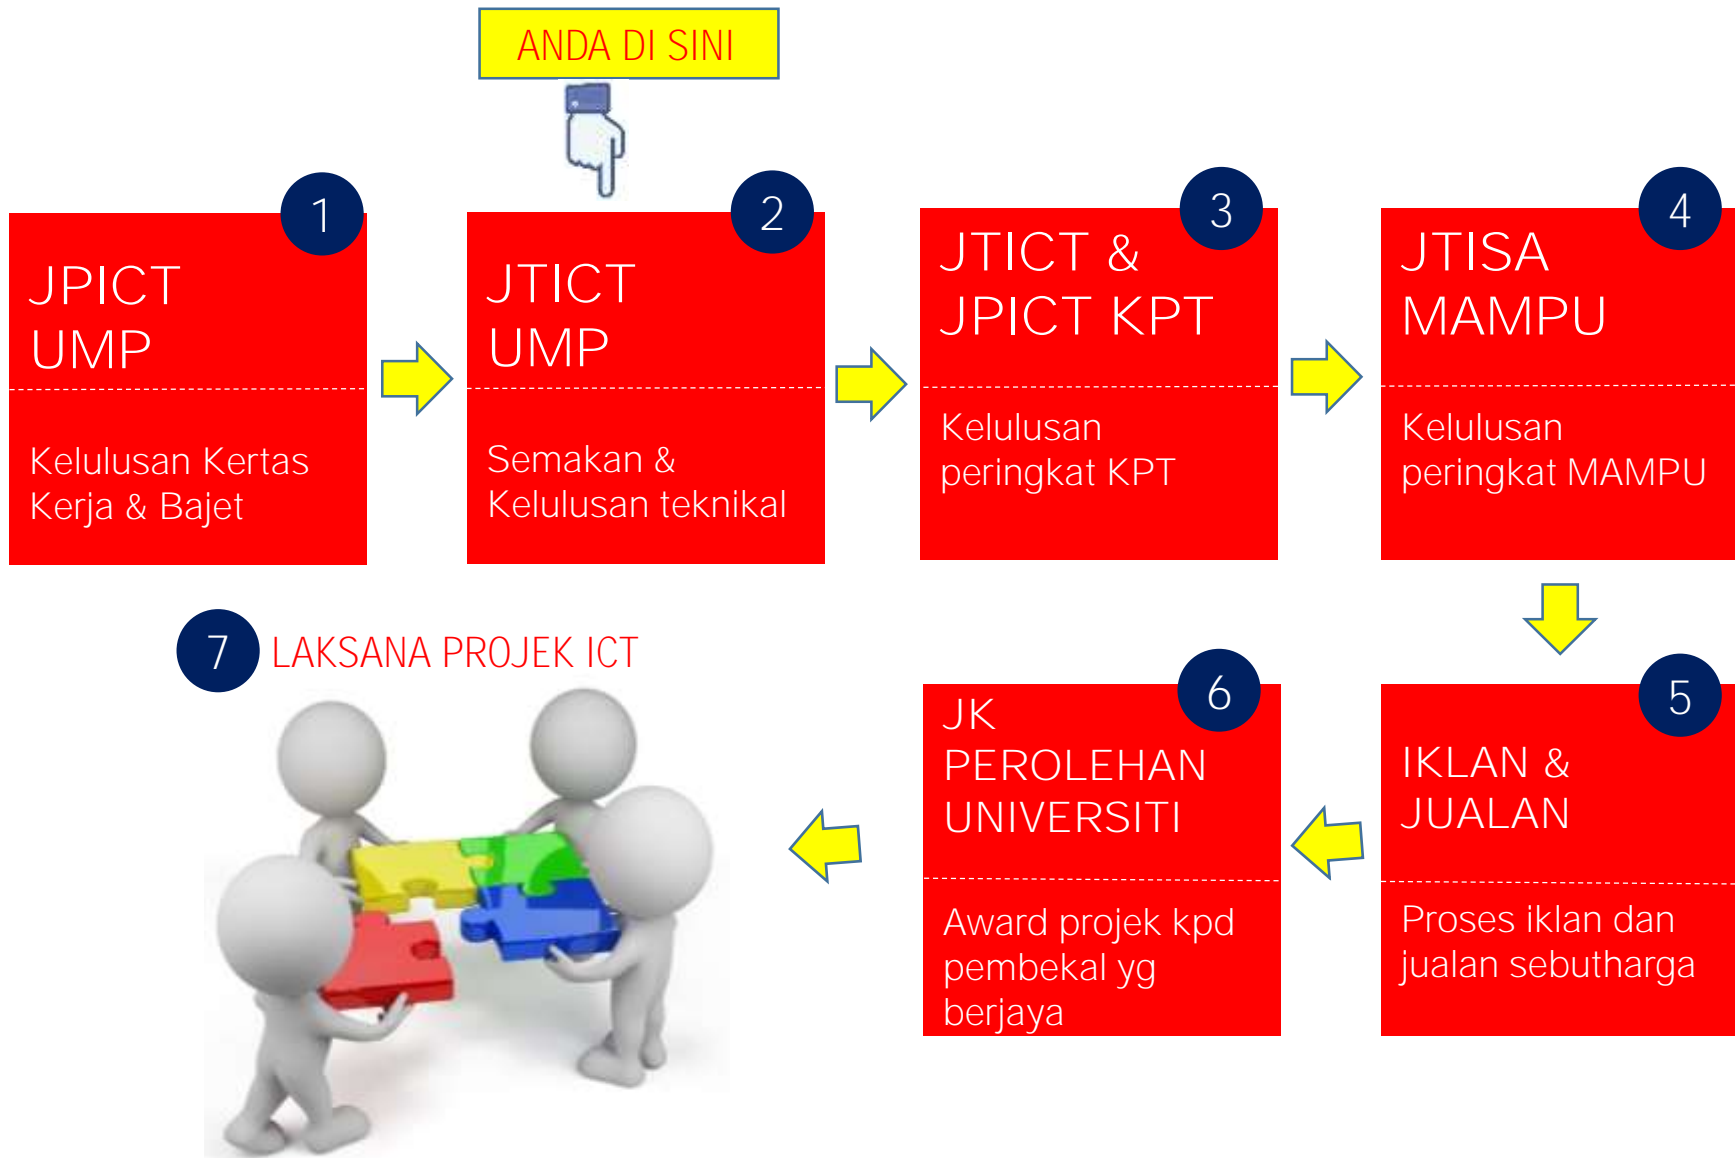 ANDA DI SINI
1
JPICT
UMP
Kelulusan Kertas
Kerja & Bajet
2
JTICT
UMP
Semakan &
Kelulusan teknikal
3
JTICT &
JPICT KPT
Kelulusan
peringkat KPT
4
JTISA
MAMPU
Kelulusan
peringkat MAMPU
5
IKLAN &
JUALAN
Proses iklan dan
jualan sebutharga
6
JK
PEROLEHAN
UNIVERSITI
Award projek kpd
pembekal yg
berjaya
7
LAKSANA PROJEK ICT